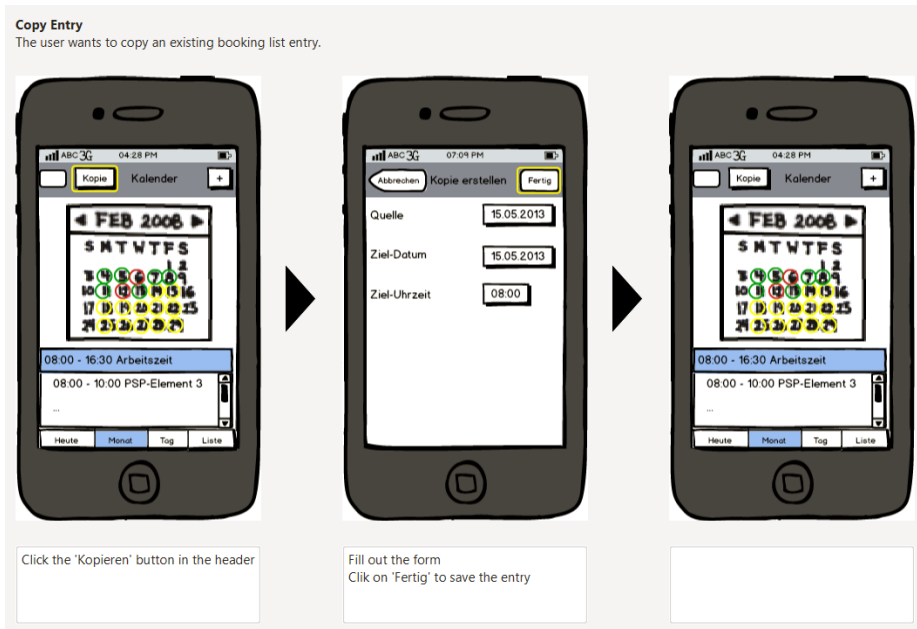 Copy Entry
The user wants to copy an existing booking list entry.
ABC 3G 04:28 PM
Kopie Kalender +
FEB 2008
S M T W T F S
1 2
3 4 5 6 7 8 9
10 11 12 13 14 15 16
17 18 19 20 21 22 23
24 25 26 27 28 29
08:00 - 16:30 Arbeitszeit
08:00 - 10:00 PSP-Element 3
...
Heute Monat Tag Liste
Click the 'Kopieren' button in the header
ABC 3G 07:09 PM
Abbrechen Kopie erstellen Fertig
Quelle 15.05.2013
Ziel-Datum 15.05.2013
Ziel-Uhrzeit 08:00
Fill out the form
Clik on 'Fertig' to save the entry
ABC 3G 04:28 PM
Kopie Kalender +
FEB 2008
S M T W T F S
1 2
3 4 5 6 7 8 9
10 11 12 13 14 15 16
17 18 19 20 21 22 23
24 25 26 27 28 29
08:00 - 16:30 Arbeitszeit
08:00 - 10:00 PSP-Element 3
...
Heute Monat Tag Liste